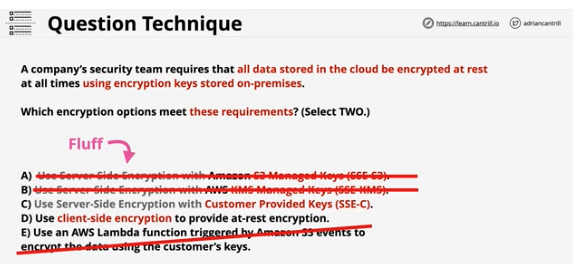 Question Technique
https://learn.cantrill.io
adriancantrill
A company's security team requires that all data stored in the cloud be encrypted at rest
at all times using encryption keys stored on-premises.
Which encryption options meet these requirements? (Select TWO.)
Fluff
A) Use Server-Side Encryption with Amazon S3 Managed Keys (SSE-S3).
B) Use Server-Side Encryption with AWS KMS Managed Keys (SSE-KMS).
C) Use Server-Side Encryption with Customer Provided Keys (SSE-C).
D) Use client-side encryption to provide at-rest encryption.
E) Use an AWS Lambda function triggered by Amazon S3 events to
encrypt the data using the customer's keys.